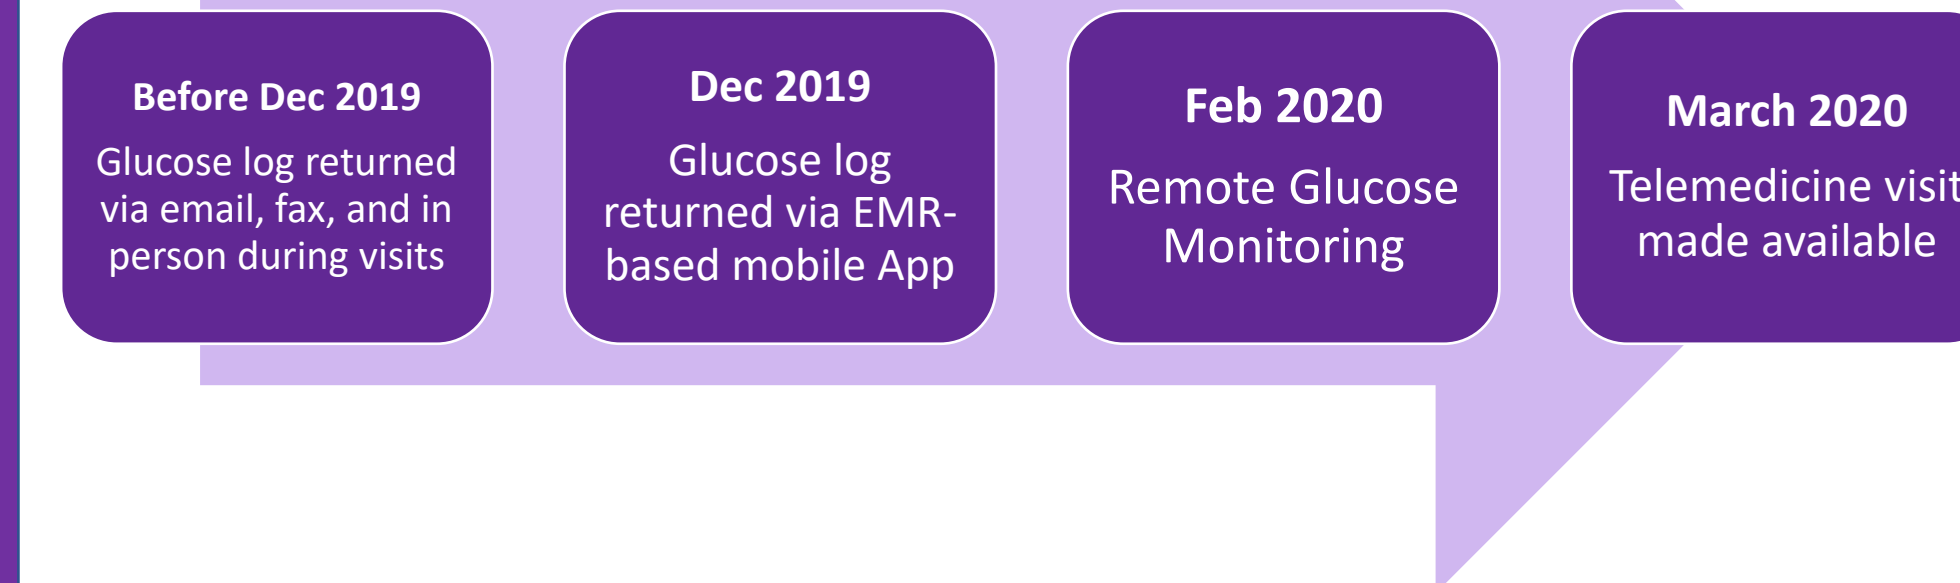 Before Dec 2019
Glucose log returned
via email, fax, and in
person during visits
Dec 2019
Glucose log
returned via EMR-
based mobile App
Feb 2020
Remote Glucose
Monitoring
March 2020
Telemedicine visit
made available